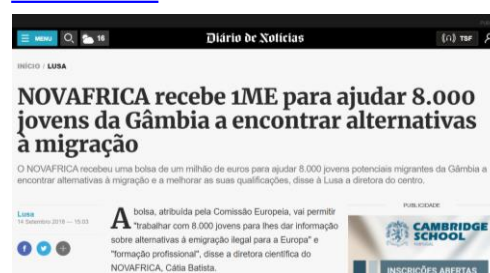 MENU
16
Diário de Notícias
TSF
INÍCIO / LUSA
NOVAFRICA recebe 1ME para ajudar 8.000
jovens da Gâmbia a encontrar alternativas
à migração
O NOVAFRICA recebeu uma bolsa de um milhão de euros para ajudar 8.000 jovens potenciais migrantes da Gâmbia a
encontrar alternativas à migração e a melhorar as suas qualificações, disse à Lusa a diretora do centro.
PUBLICIDADE
Lusa
14 Setembro 2018 — 15:03
A bolsa, atribuída pela Comissão Europeia, vai permitir
"trabalhar com 8.000 jovens para lhes dar informação
sobre alternativas à emigração ilegal para a Europa" e
"formação profissional", disse a diretora científica do
NOVAFRICA, Cátia Batista.
CAMBRIDGE
SCHOOL
INSCRIÇÕES ABERTAS